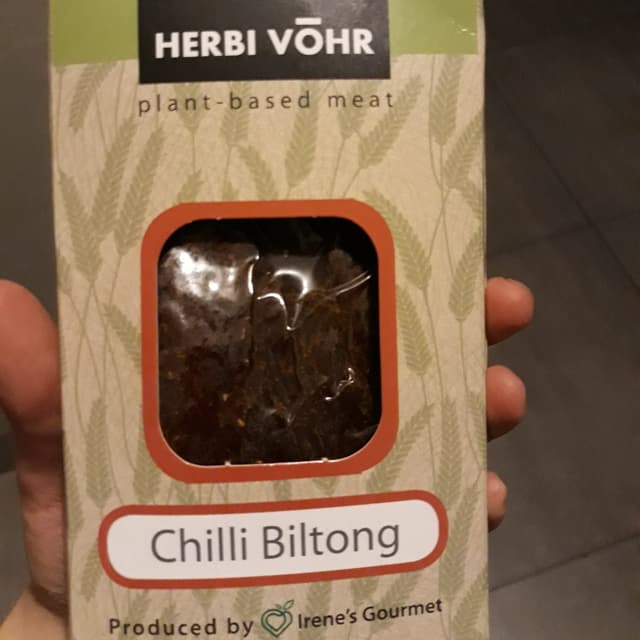 HERBI VŌHR
plant-based meat
Chilli Biltong
Produced by Irene's Gourmet